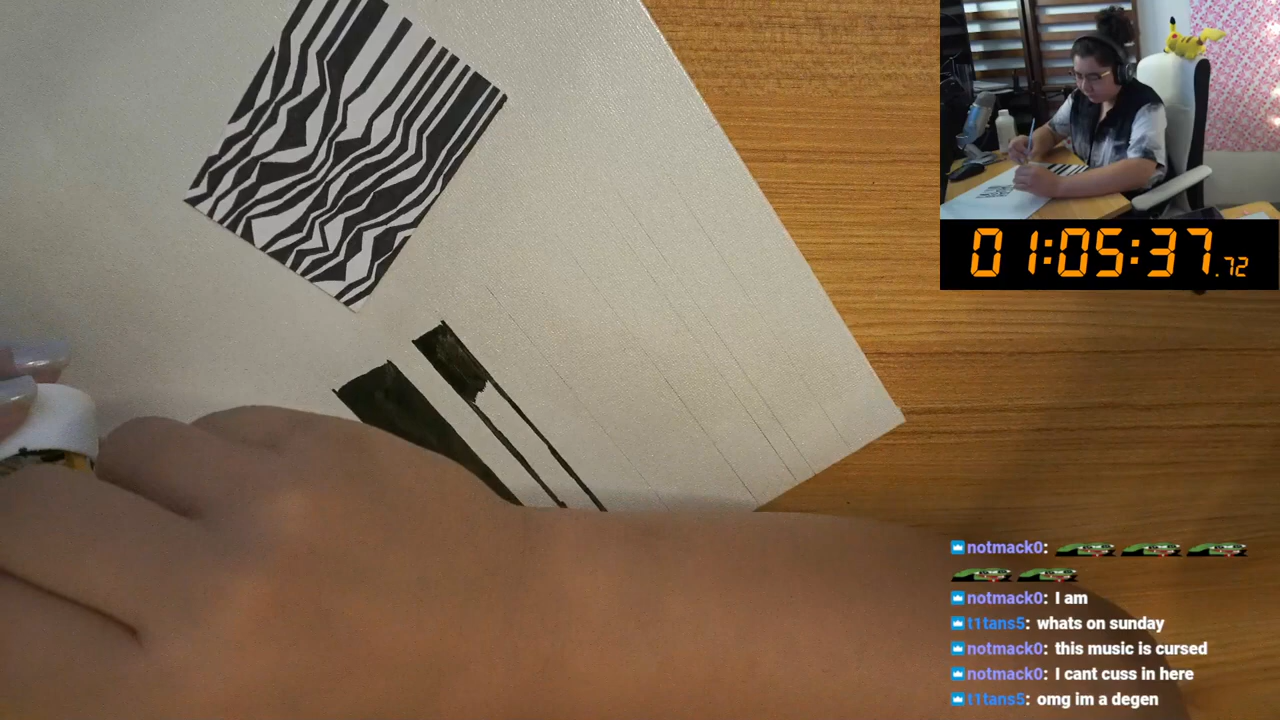 01:05:37.72
notmack0:
notmack0: I am
t1tans5: whats on sunday
notmack0: this music is cursed
notmack0: I cant cuss in here
t1tans5: omg im a degen